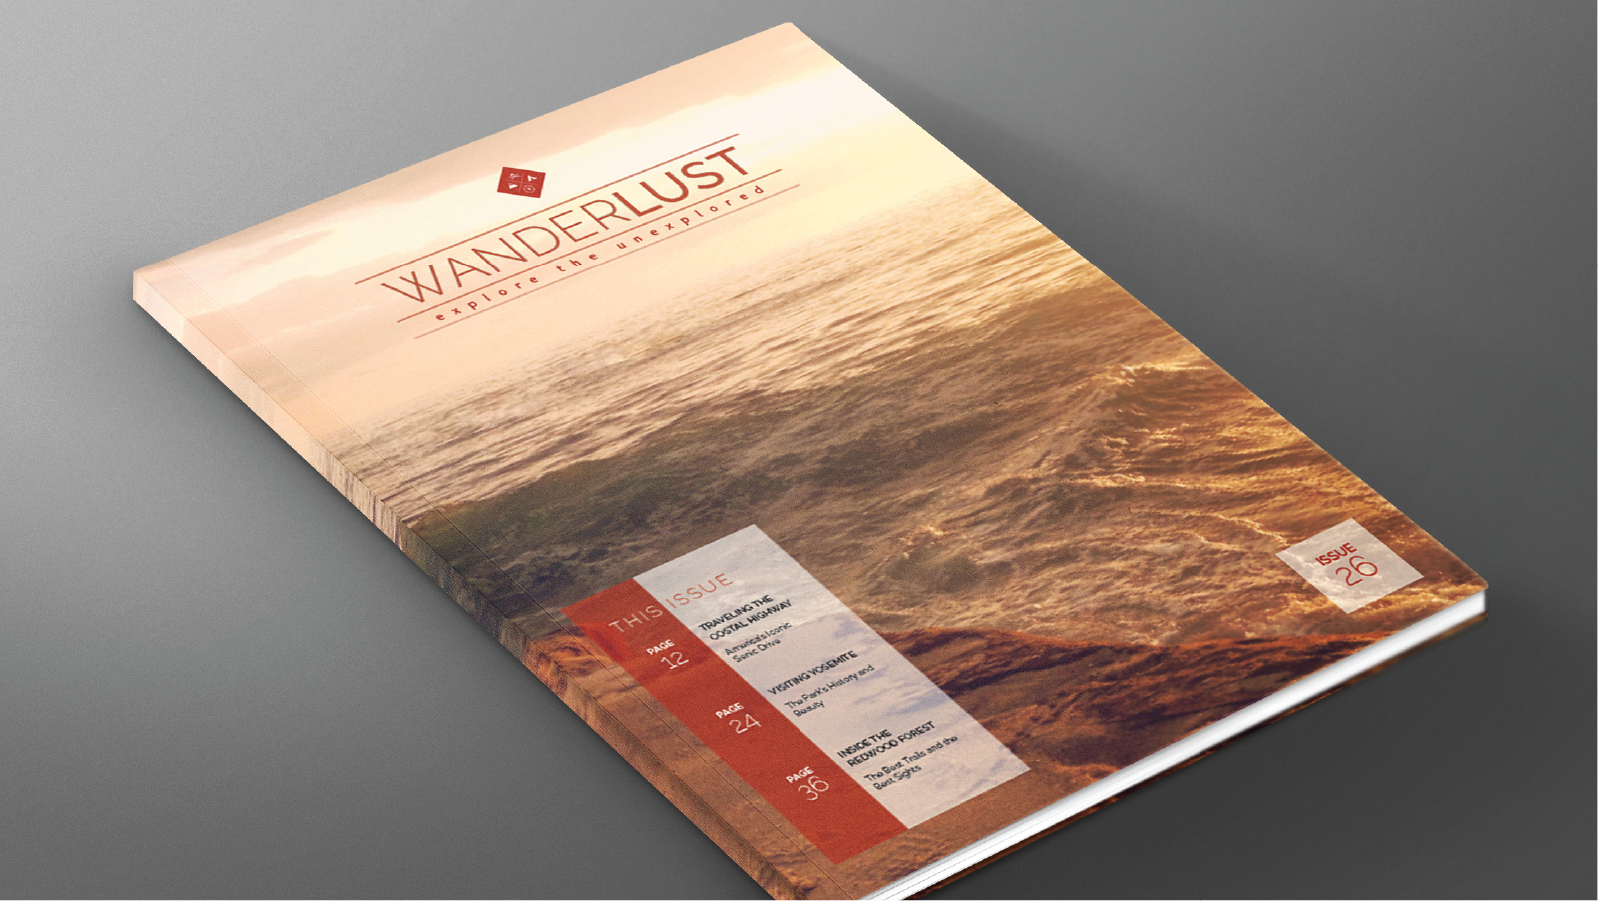 WANDERLUST
explore the unexplored
THIS ISSUE
PAGE
12
TRAVELING THE
COSTAL HIGHWAY
America's Iconic
Senic Drive
PAGE
24
VISITING YOSEMITE
The Park's History and
Beauty
PAGE
36
INSIDE THE
REDWOOD FOREST
The Best Trails and the
Best Sights
ISSUE
26